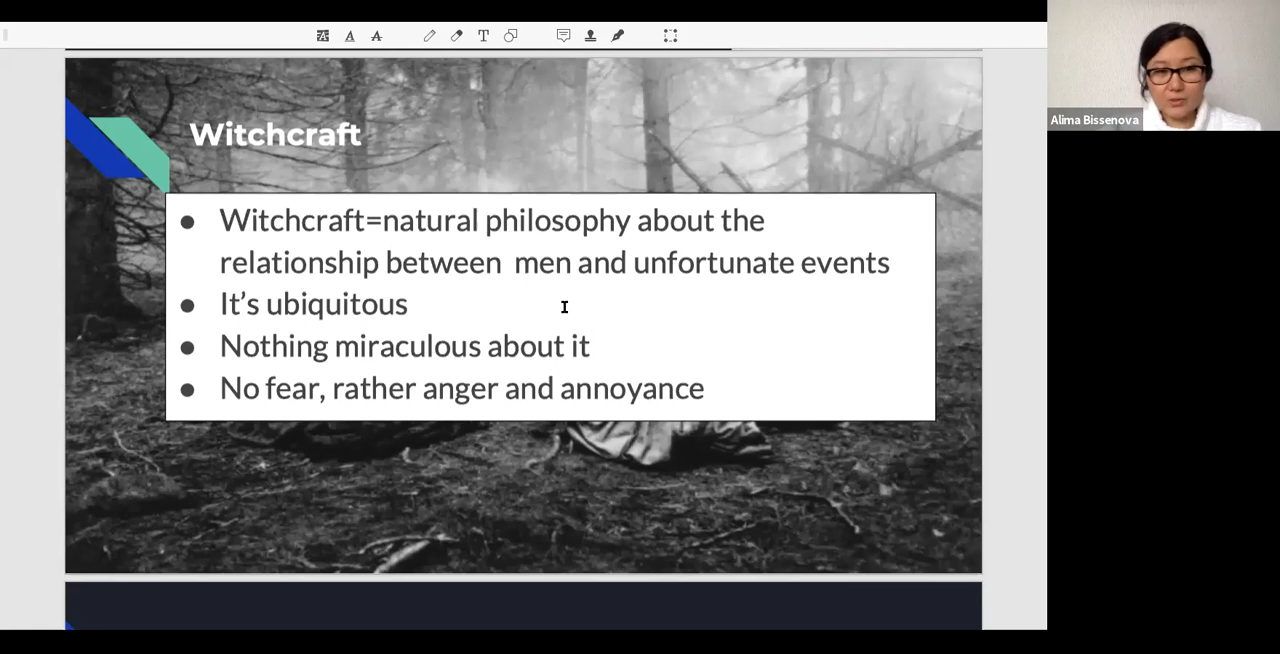 Witchcraft
● Witchcraft=natural philosophy about the
relationship between men and unfortunate events
● It’s ubiquitous
● Nothing miraculous about it
● No fear, rather anger and annoyance
Alima Bissenova